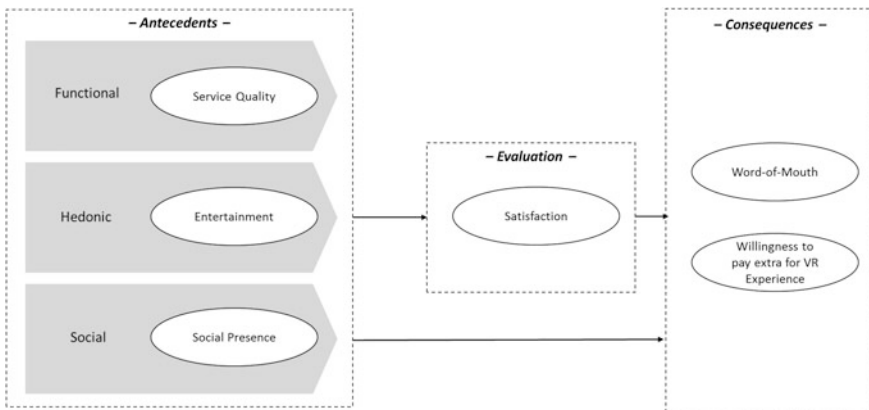 – Antecedents –
Functional
Service Quality
Hedonic
Entertainment
Social
Social Presence
– Evaluation –
Satisfaction
– Consequences –
Word-of-Mouth
Willingness to
pay extra for VR
Experience